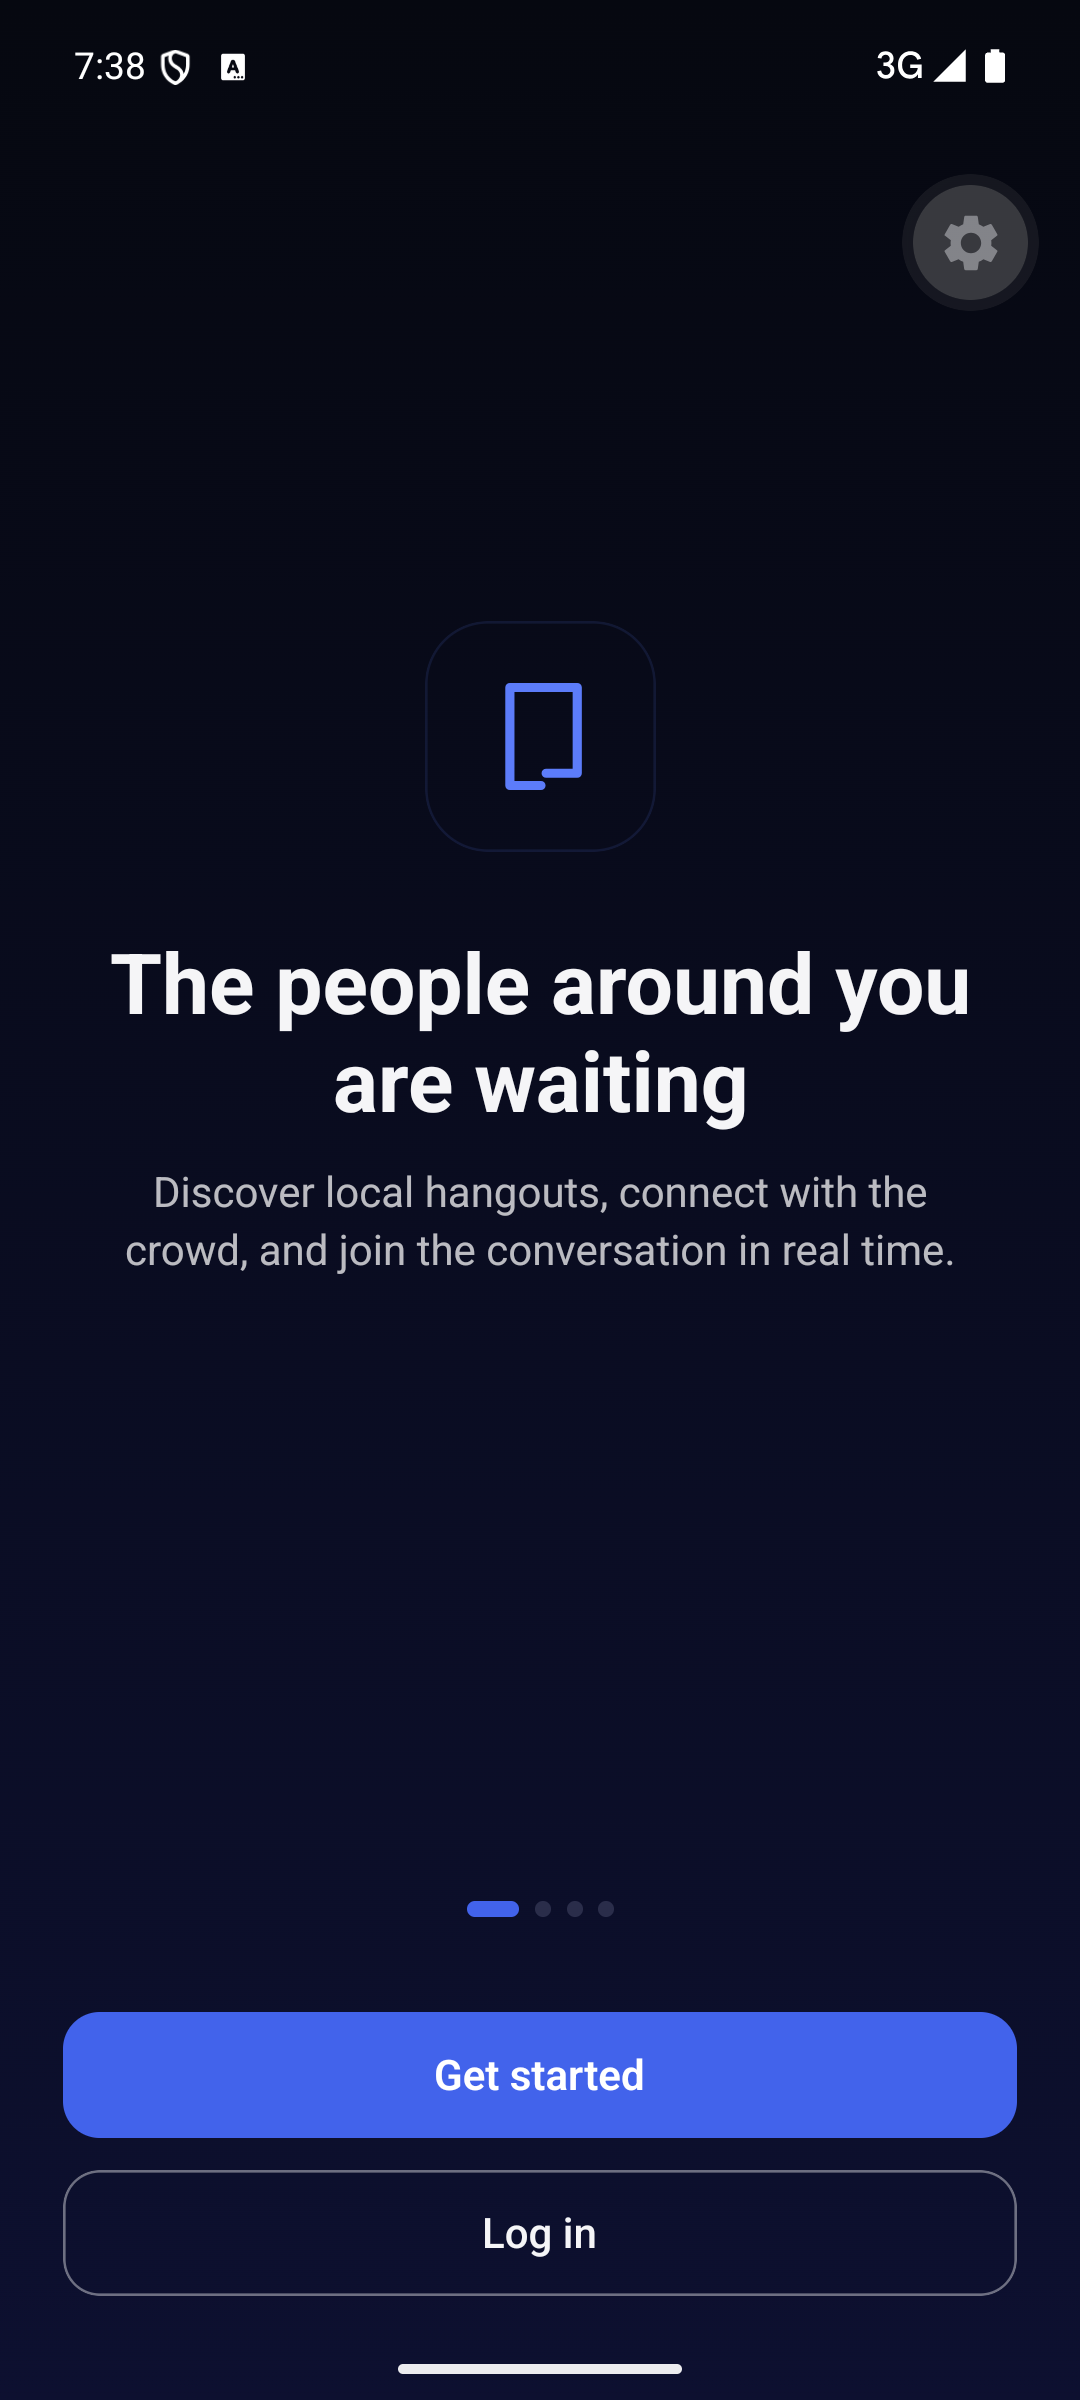 7:38
3G
The people around you
are waiting
Discover local hangouts, connect with the
crowd, and join the conversation in real time.
Get started
Log in